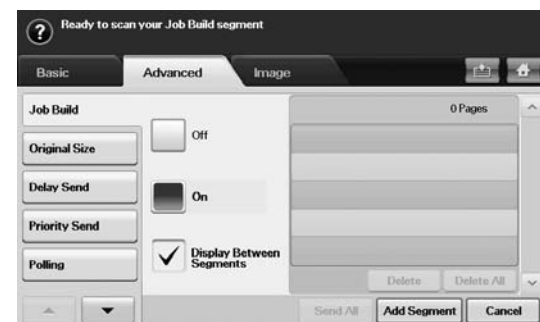 ? Ready to scan your Job Build segment
Basic Advanced Image
Job Build
Original Size
Delay Send
Priority Send
Polling
Off
On
Display Between
Segments
0 Pages
Delete Delete All
Send All Add Segment Cancel